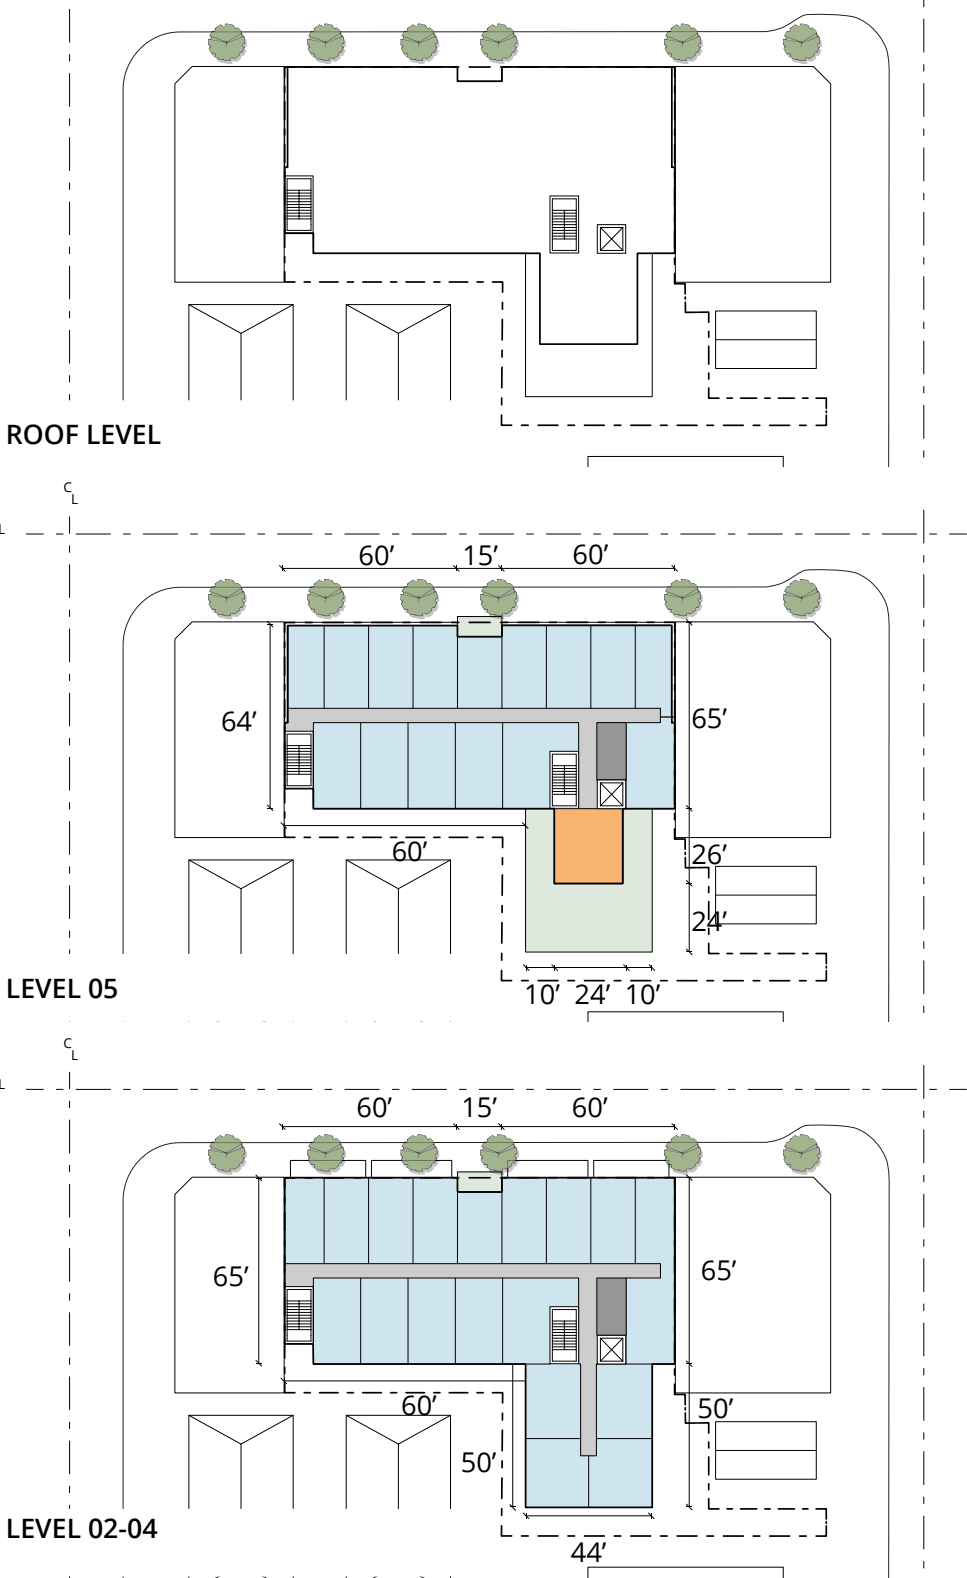 ROOF LEVEL
C
L
L
60’ 15’ 60’
64’ 65’
60’ 26’
24’
10’ 24’ 10’
LEVEL 05
C
L
L
60’ 15’ 60’
65’ 65’
60’ 50’
50’
LEVEL 02-04
44’